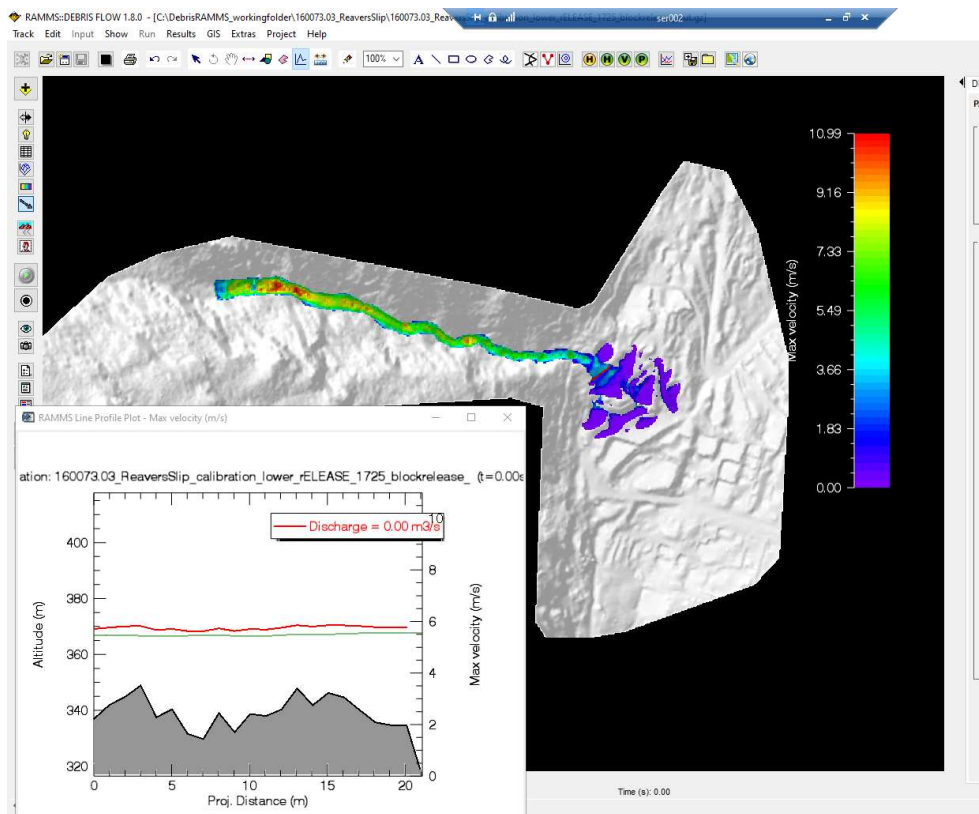 RAMMS::DEBRIS FLOW 1.8.0 - [C:\DebrisRAMMS_workingfolder\160073.03_ReaversSlip\160073.03_Reavers
ser002
Track Edit Input Show Run Results GIS Extras Project Help
100%
A
H H V P
10.99
9.16
7.33
5.49
3.66
1.83
0.00
Max velocity (m/s)
RAMMS Line Profile Plot - Max velocity (m/s)
ation: 160073.03_ReaversSlip_calibration_lower_rELEASE_1725_blockrelease_ (t=0.00s
Discharge = 0.00 m3/s
10
8
6
4
2
0
Max velocity (m/s)
400
380
360
340
320
Altitude (m)
0 5 10 15 20
Proj. Distance (m)
Time (s): 0.00